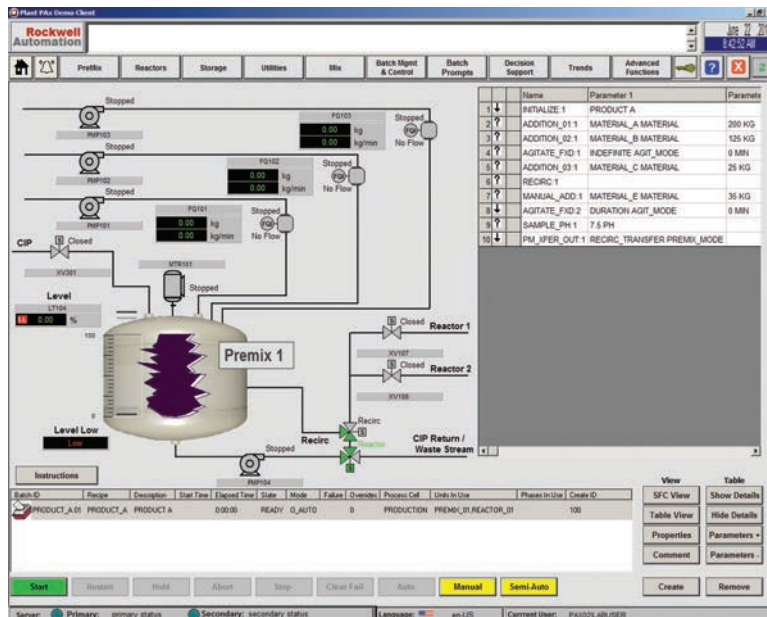 Plant PAx Demo Client
Rockwell
Automation
8:42:52 AM
PreMix Reactors Storage Utilities Mix Batch Mgmt & Control Batch Prompts Decision Support Trends Advanced Functions
Stopped
PMP103
Stopped
PMP102
Stopped
PMP101
FQ103
0.00 kg
0.00 kg/min
Stopped
FQI
No Flow
FQ102
0.00 kg
0.00 kg/min
Stopped
FQI
No Flow
FQ101
0.00 kg
0.00 kg/min
Stopped
FQI
No Flow
CIP
Closed
XV301
MTR101
Stopped
Level
LT104
LL 0.00 %
100
0
Premix 1
Level Low
Low
Closed
Reactor 1
XV107
Closed
Reactor 2
XV108
Recirc
Recirc
Reactor
CIP Return /
Waste Stream
Stopped
PMP104
Instructions
Name Parameter 1 Paramete
1 INITIALIZE:1 PRODUCT A
2 ? ADDITION_01:1 MATERIAL_A MATERIAL 200 KG
3 ? ADDITION_02:1 MATERIAL_B MATERIAL 125 KG
4 ? AGITATE_FXD:1 INDEFINITE AGIT_MODE 0 MIN
5 ? ADDITION_03:1 MATERIAL_C MATERIAL 25 KG
6 ? RECIRC:1
7 ? MANUAL_ADD:1 MATERIAL_E MATERIAL 35 KG
8 AGITATE_FXD:2 DURATION AGIT_MODE 0 MIN
9 ? SAMPLE_PH:1 7.5 PH
10 PM_XFER_OUT:1 RECIRC_TRANSFER PREMIX_MODE
Batch ID Recipe Description Start Time Elapsed Time State Mode Failure Overrides Process Cell Units In Use Phases In Use Create ID
PRODUCT_A.01 PRODUCT_A PRODUCT A 0:00:00 READY O_AUTO 0 PRODUCTION PREMIX_01,REACTOR_01 100
View Table
SFC View Show Details
Table View Hide Details
Properties Parameters +
Comment Parameters -
Start Restart Hold Abort Stop Clear Fail Auto Manual Semi-Auto Create Remove
Server: Primary: primary status Secondary: secondary status Language: en-US Current User: